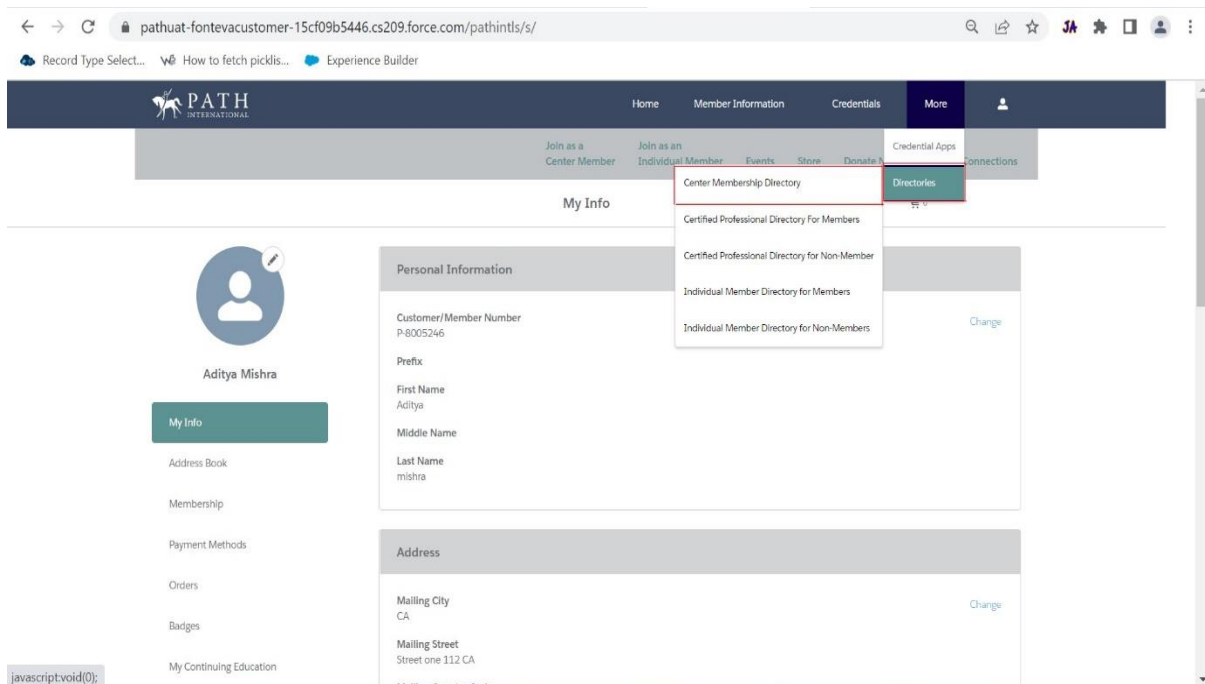 pathuat-fontevacustomer-15cf09b5446.cs209.force.com/pathintls/s/
JA
Record Type Select... How to fetch picklis... Experience Builder
PATH
INTERNATIONAL
Home Member Information Credentials More
Join as a
Center Member
Join as an
Individual Member Events Store Donate Connections
Credential Apps
Directories
Center Membership Directory
Certified Professional Directory For Members
Certified Professional Directory for Non-Member
Individual Member Directory for Members
Individual Member Directory for Non-Members
My Info
Aditya Mishra
My Info
Address Book
Membership
Payment Methods
Orders
Badges
My Continuing Education
Personal Information
Customer/Member Number
P-8005246
Change
Prefix
First Name
Aditya
Middle Name
Last Name
mishra
Address
Mailing City
CA
Change
Mailing Street
Street one 112 CA
javascript:void(0);